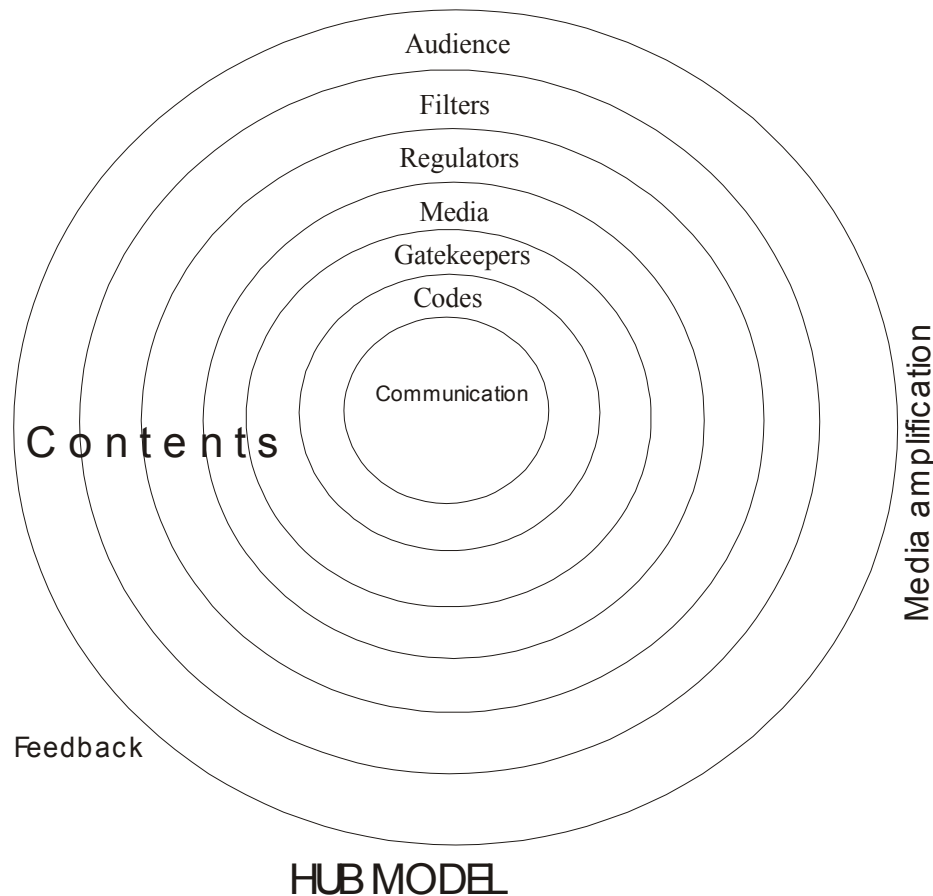 Audience
Filters
Regulators
Media
Gatekeepers
Codes
Communication
Contents
Media amplification
Feedback
HUB MODEL